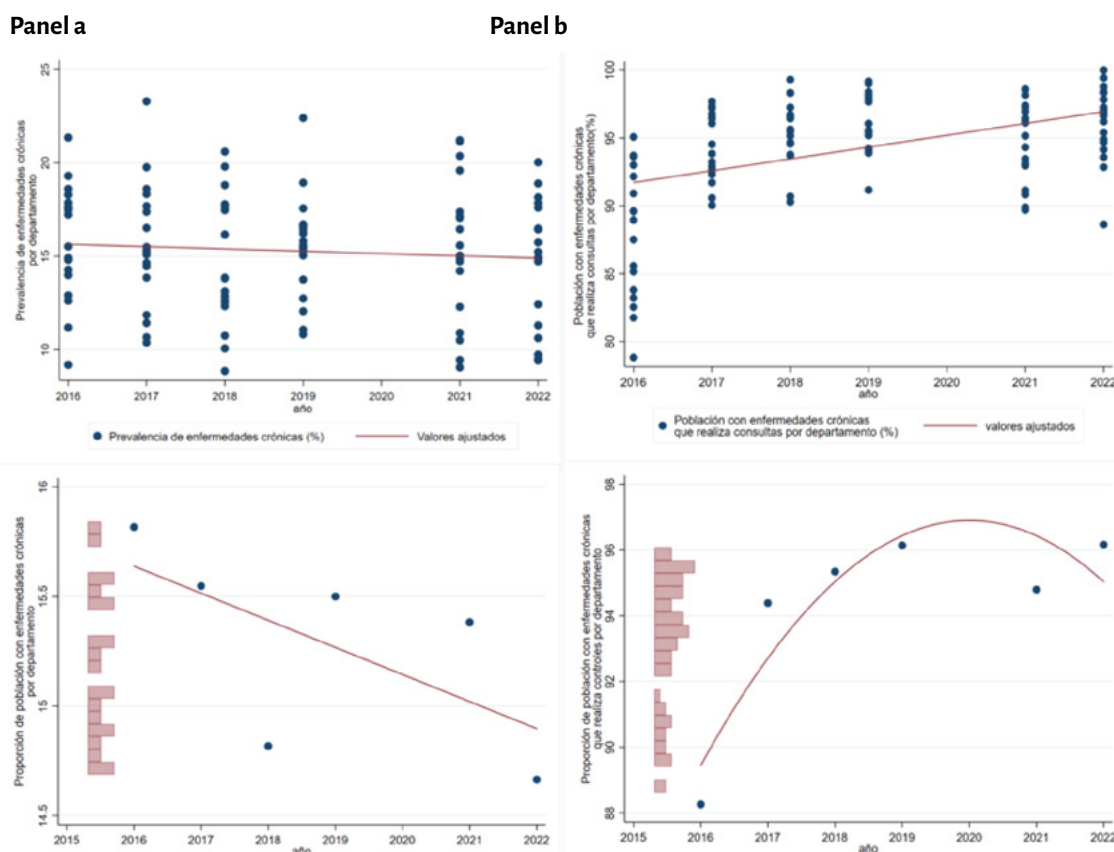 Panel a
Panel b
Prevalencia de enfermedades crónicas
por departamento
25
20
15
10
2016 2017 2018 2019 2020 2021 2022
año
Prevalencia de enfermedades crónicas (%) Valores ajustados
Población con enfermedades crónicas
que realiza consultas por departamento(%)
100
95
90
85
80
2016 2017 2018 2019 2020 2021 2022
año
Población con enfermedades crónicas
que realiza consultas por departamento (%)
valores ajustados
Proporción de población con enfermedades crónicas
por departamento
16
15.5
15
14.5
2015 2016 2017 2018 2019 2020 2021 2022
año
Proporción de población con enfermedades crónicas
que realiza controles por departamento
98
96
94
92
90
88
2015 2016 2017 2018 2019 2020 2021 2022
año